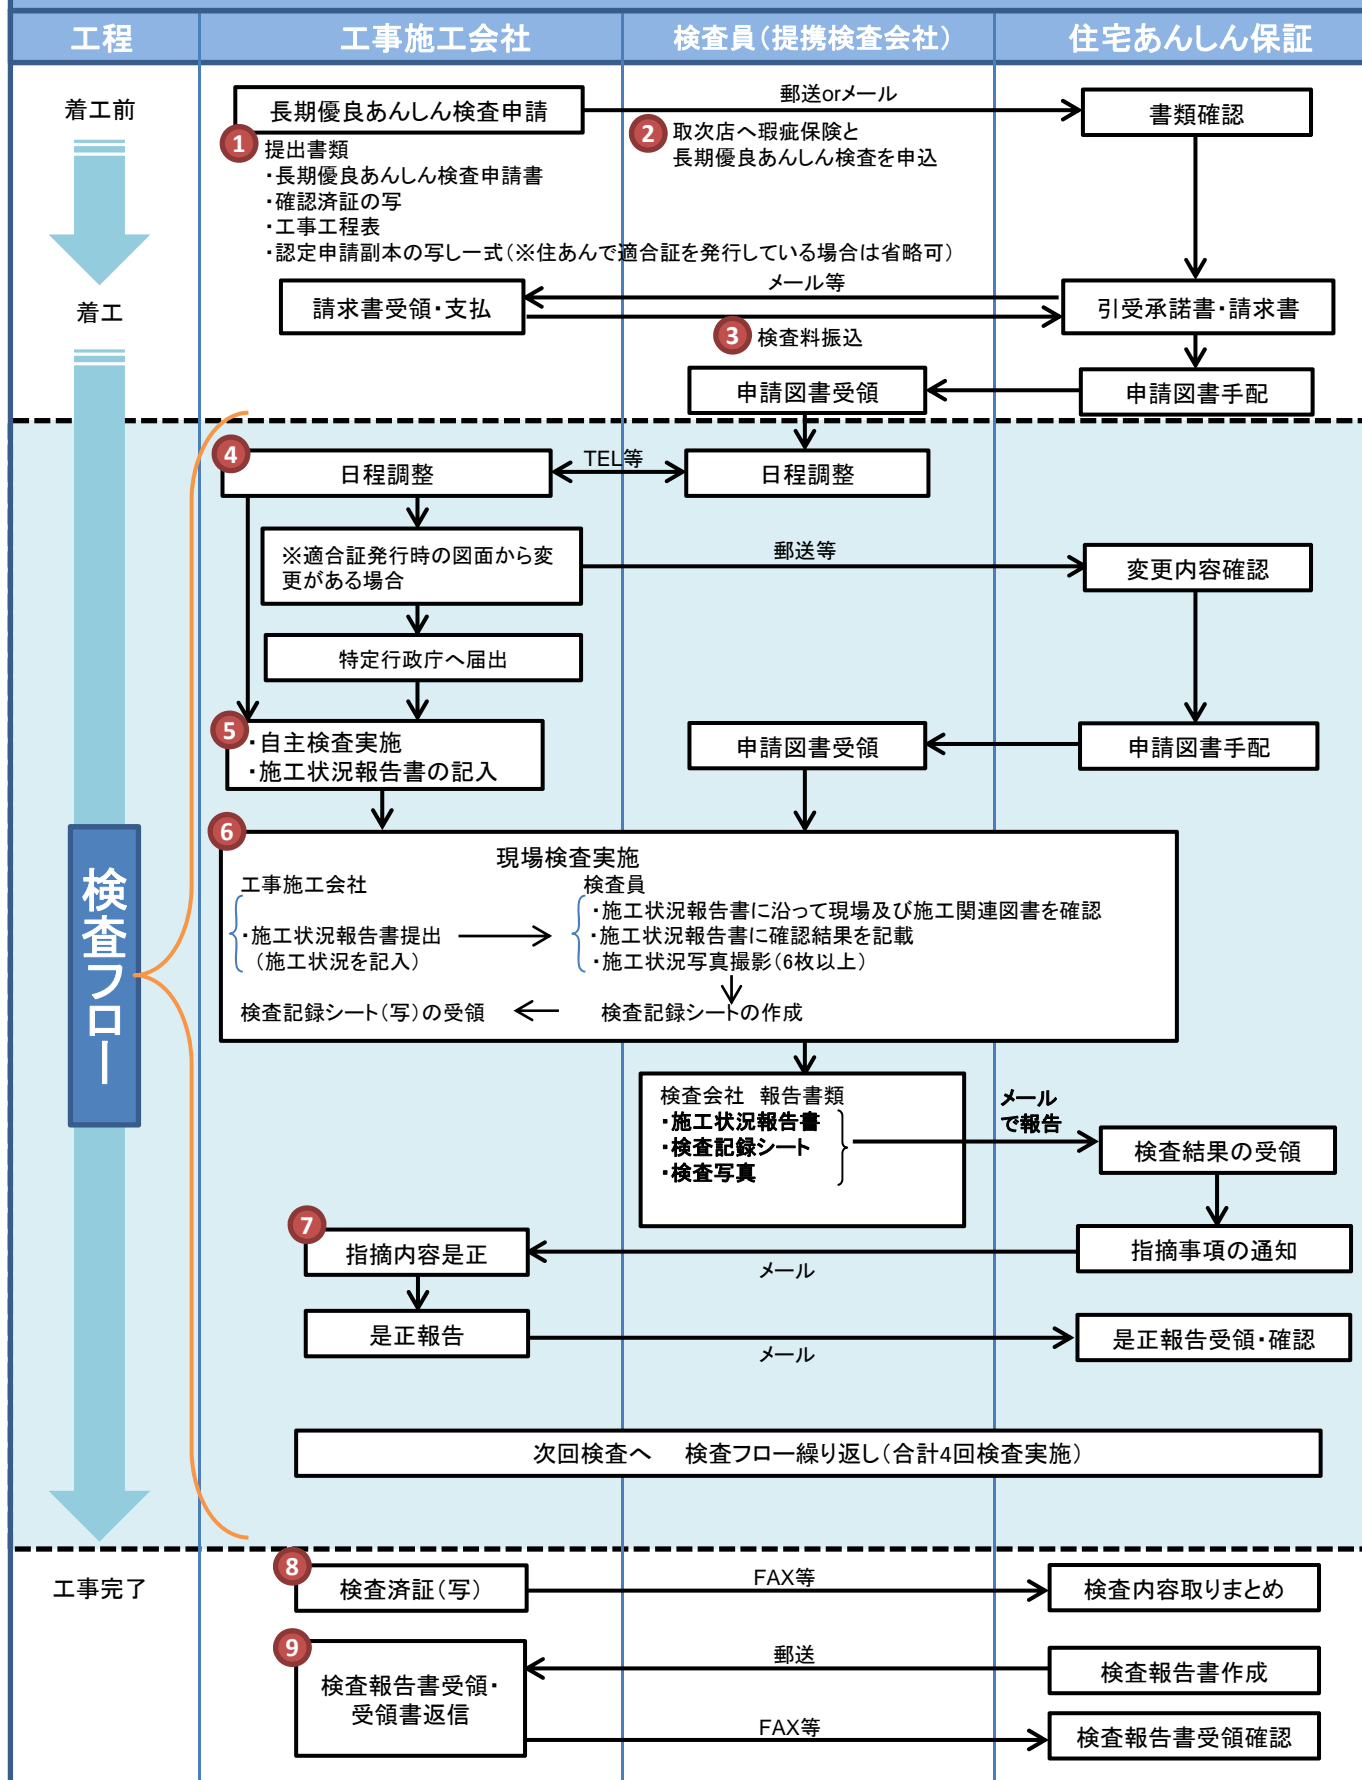 工程
工事施工会社
検査員(提携検査会社)
住宅あんしん保証
着工前
長期優良あんしん検査申請
郵送orメール
書類確認
1
提出書類
・長期優良あんしん検査申請書
・確認済証の写
・工事工程表
・認定申請副本の写し一式(※住あんで適合証を発行している場合は省略可)
2
取次店へ瑕疵保険と
長期優良あんしん検査を申込
着工
請求書受領・支払
メール等
引受承諾書・請求書
3
検査料振込
申請図書受領
申請図書手配
4
日程調整
TEL等
日程調整
※適合証発行時の図面から変
更がある場合
郵送等
変更内容確認
特定行政庁へ届出
5
・自主検査実施
・施工状況報告書の記入
申請図書受領
申請図書手配
検査フロー
6
現場検査実施
工事施工会社
検査員
・施工状況報告書提出
(施工状況を記入)
・施工状況報告書に沿って現場及び施工関連図書を確認
・施工状況報告書に確認結果を記載
・施工状況写真撮影(6枚以上)
検査記録シート(写)の受領
検査記録シートの作成
検査会社 報告書類
・施工状況報告書
・検査記録シート
・検査写真
メール
で報告
検査結果の受領
7
指摘内容是正
メール
指摘事項の通知
是正報告
メール
是正報告受領・確認
次回検査へ 検査フロー繰り返し(合計4回検査実施)
工事完了
8
検査済証(写)
FAX等
検査内容取りまとめ
9
検査報告書受領・
受領書返信
郵送
検査報告書作成
FAX等
検査報告書受領確認